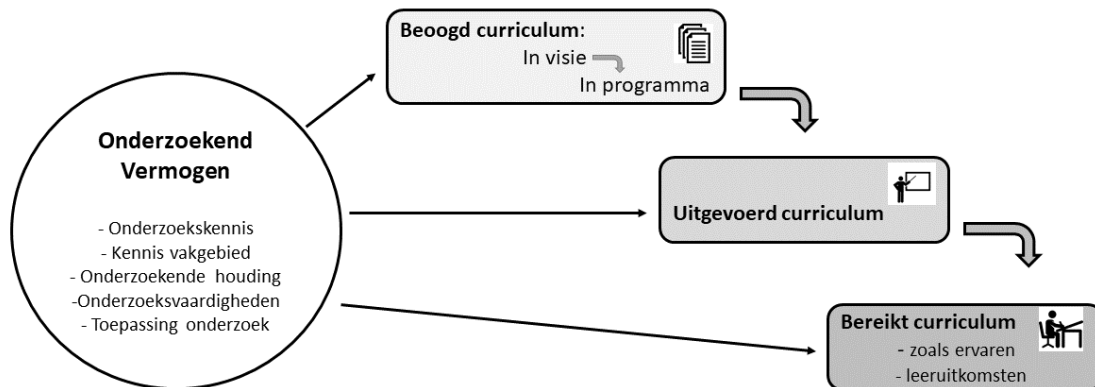 Onderzoekend
Vermogen
- Onderzoekskennis
- Kennis vakgebied
- Onderzoekende houding
-Onderzoeksvaardigheden
- Toepassing onderzoek
Beoogd curriculum:
In visie
In programma
Uitgevoerd curriculum
Bereikt curriculum
- zoals ervaren
- leeruitkomsten